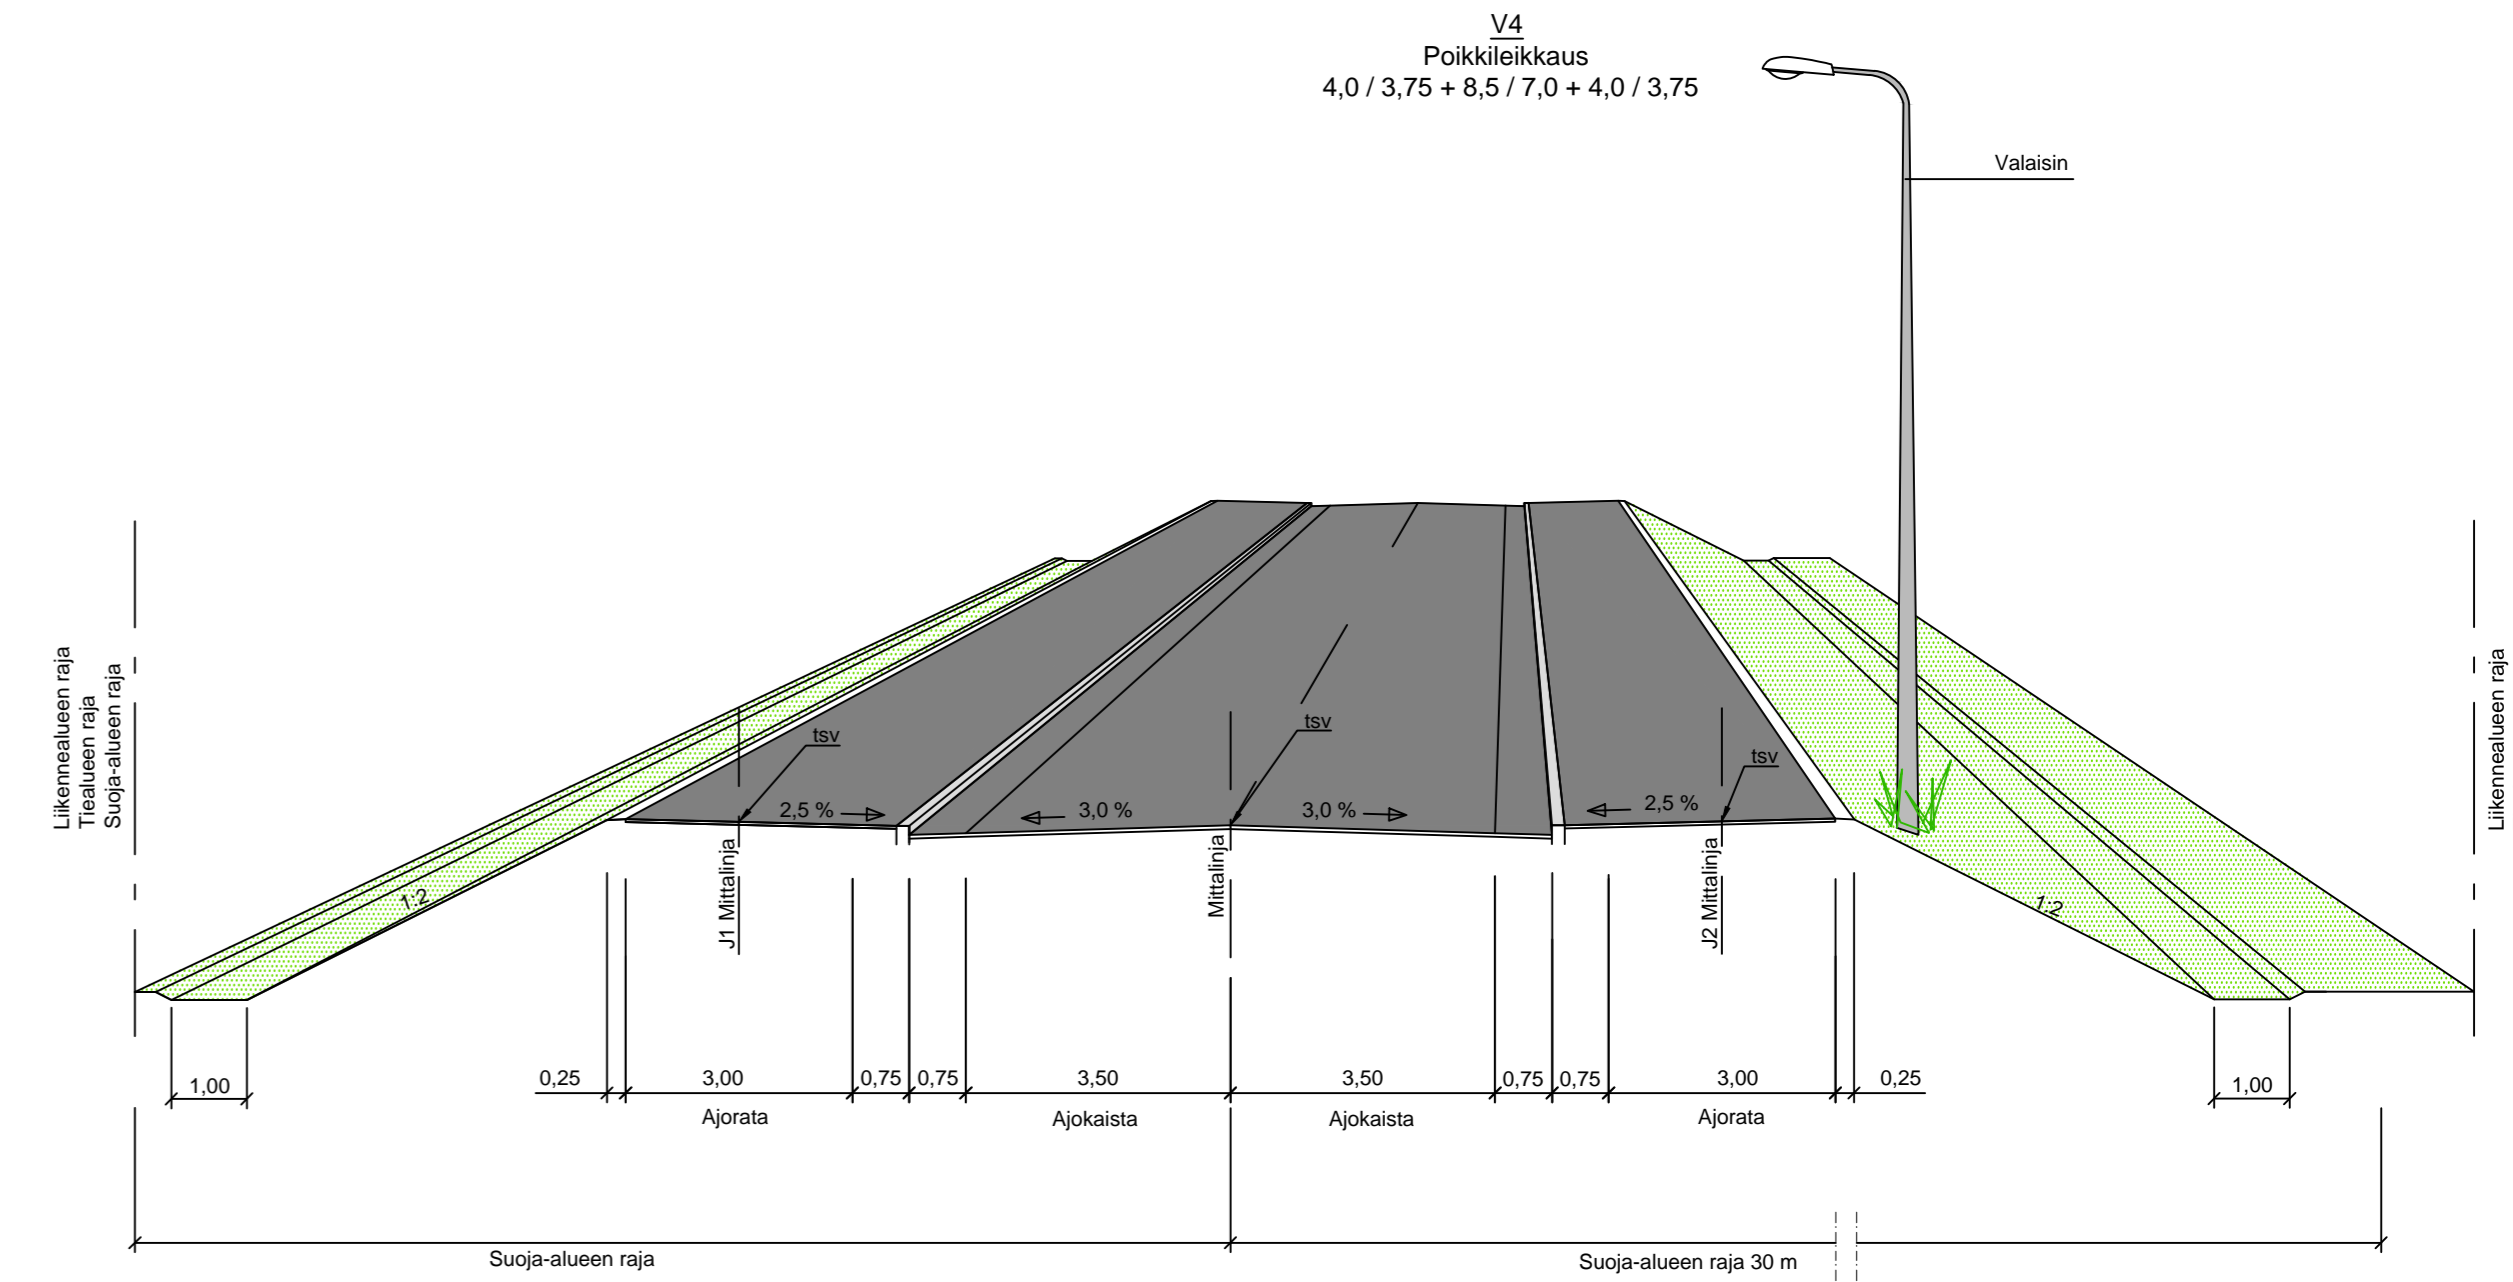 V4
Poikkileikkaus
4,0 / 3,75 + 8,5 / 7,0 + 4,0 / 3,75
Valaisin
Liikennealueen raja
Tiealueen raja
Suoja-alueen raja
Liikennealueen raja
tsv
tsv
tsv
2,5 %
3,0 %
3,0 %
2,5 %
J1 Mittalinja
Mittalinja
J2 Mittalinja
1:2
1:2
1,00
0,25
3,00
0,75
0,75
3,50
3,50
0,75
0,75
3,00
0,25
1,00
Ajorata
Ajokaista
Ajokaista
Ajorata
Suoja-alueen raja
Suoja-alueen raja 30 m